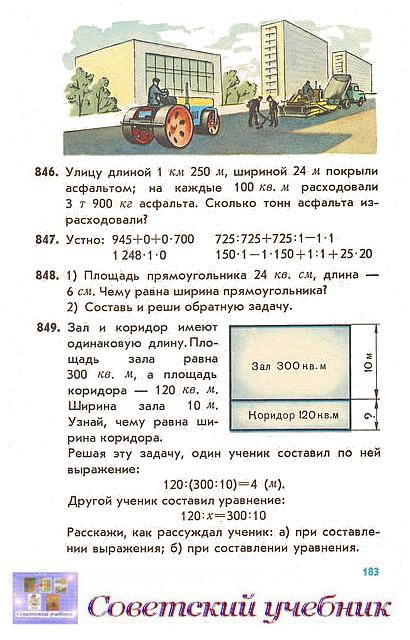 846. Улицу длиной 1 км 250 м, шириной 24 м покрыли
асфальтом; на каждые 100 кв. м расходовали
3 т 900 кг асфальта. Сколько тонн асфальта из-
расходовали?
847. Устно: 945+0+0·700 725:725+725:1−1·1
1 248·1·0 150·1−1·150+1:1+25·20
848. 1) Площадь прямоугольника 24 кв. см, длина —
6 см. Чему равна ширина прямоугольника?
2) Составь и реши обратную задачу.
849. Зал и коридор имеют
одинаковую длину. Пло-
щадь зала равна
300 кв. м, а площадь
коридора — 120 кв. м.
Ширина зала 10 м.
Узнай, чему равна ши-
рина коридора.
Зал 300 кв. м
10 м
Коридор 120 кв. м
?
Решая эту задачу, один ученик составил по ней
выражение:
120:(300:10)=4 (м).
Другой ученик составил уравнение:
120:x=300:10
Расскажи, как рассуждал ученик: а) при составле-
нии выражения; б) при составлении уравнения.
183
Советский учебник
Советский учебник